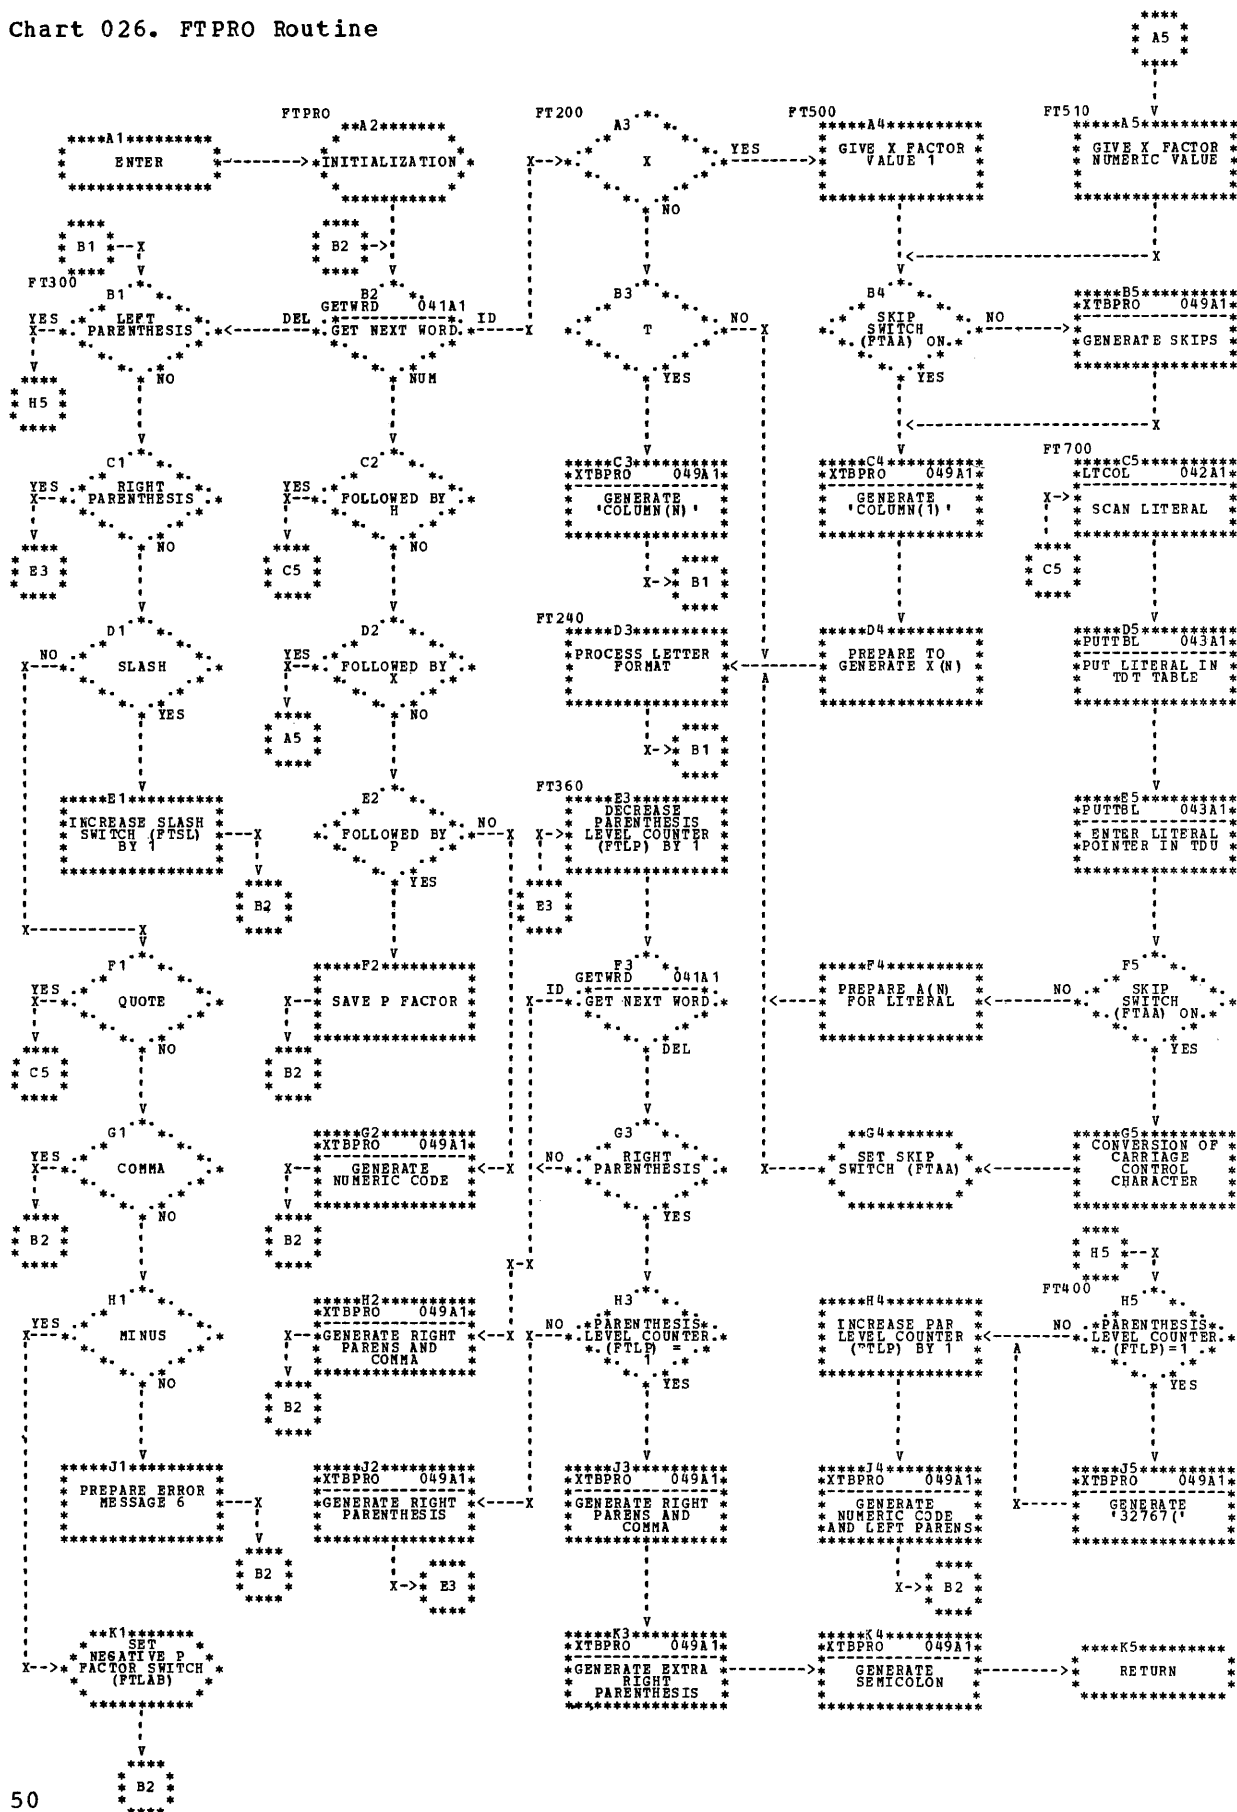 Chart 026. FTPRO Routine
A5
FTPRO
FT200
FT500
FT510
A1
ENTER
A2
INITIALIZATION
A3
X
YES
NO
A4
GIVE X FACTOR
VALUE 1
A5
GIVE X FACTOR
NUMERIC VALUE
B1
B2
FT300
B1
LEFT
PARENTHESIS
YES
NO
H5
DEL
B2
GETWRD 041A1
GET NEXT WORD
ID
NUM
B3
T
NO
YES
B4
SKIP
SWITCH
(FTAA) ON
NO
YES
B5
XTBPRO 049A1
GENERATE SKIPS
C1
RIGHT
PARENTHESIS
YES
NO
E3
C2
FOLLOWED BY
H
YES
NO
C5
C3
XTBPRO 049A1
GENERATE
'COLUMN(N)'
B1
C4
XTBPRO 049A1
GENERATE
'COLUMN(1)'
FT700
C5
LTCOL 042A1
SCAN LITERAL
C5
D1
SLASH
NO
YES
D2
FOLLOWED BY
X
YES
NO
A5
FT240
D3
PROCESS LETTER
FORMAT
B1
D4
PREPARE TO
GENERATE X(N)
D5
PUTTBL 043A1
PUT LITERAL IN
TDT TABLE
E1
INCREASE SLASH
SWITCH (FTSL)
BY 1
B2
E2
FOLLOWED BY
P
NO
YES
FT360
E3
DECREASE
PARENTHESIS
LEVEL COUNTER
(FTLP) BY 1
E3
E5
PUTTBL 043A1
ENTER LITERAL
POINTER IN TDU
F1
QUOTE
YES
NO
C5
F2
SAVE P FACTOR
B2
F3
GETWRD 041A1
GET NEXT WORD
ID
DEL
F4
PREPARE A(N)
FOR LITERAL
F5
SKIP
SWITCH
(FTAA) ON
NO
YES
G1
COMMA
YES
NO
B2
G2
XTBPRO 049A1
GENERATE
NUMERIC CODE
B2
G3
RIGHT
PARENTHESIS
NO
YES
G4
SET SKIP
SWITCH (FTAA)
G5
CONVERSION OF
CARRIAGE
CONTROL
CHARACTER
H5
FT400
H1
MINUS
YES
NO
H2
XTBPRO 049A1
GENERATE RIGHT
PARENS AND
COMMA
B2
H3
PARENTHESIS
LEVEL COUNTER
(FTLP) =
1
NO
YES
H4
INCREASE PAR
LEVEL COUNTER
(FTLP) BY 1
H5
PARENTHESIS
LEVEL COUNTER
(FTLP)=1
NO
YES
J1
PREPARE ERROR
MESSAGE 6
B2
J2
XTBPRO 049A1
GENERATE RIGHT
PARENTHESIS
E3
J3
XTBPRO 049A1
GENERATE RIGHT
PARENS AND
COMMA
J4
XTBPRO 049A1
GENERATE
NUMERIC CODE
AND LEFT PARENS
B2
J5
XTBPRO 049A1
GENERATE
'32767('
K1
SET
NEGATIVE P
FACTOR SWITCH
(FTLAB)
B2
K3
XTBPRO 049A1
GENERATE EXTRA
RIGHT
PARENTHESIS
K4
XTBPRO 049A1
GENERATE
SEMICOLON
K5
RETURN
50